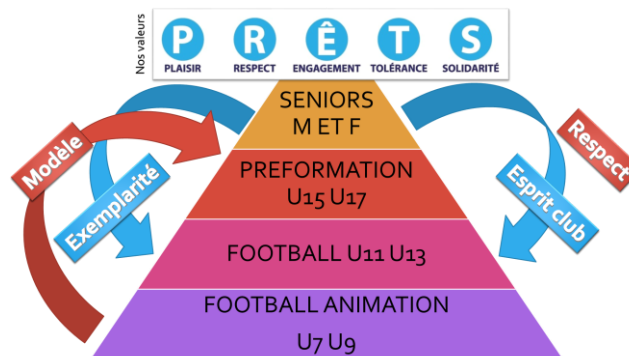 Nos valeurs
P R Ê T S
PLAISIR RESPECT ENGAGEMENT TOLÉRANCE SOLIDARITÉ
SENIORS
M ET F
Modèle
Exemplarité
Respect
Esprit club
PREFORMATION
U15 U17
FOOTBALL U11 U13
FOOTBALL ANIMATION
U7 U9